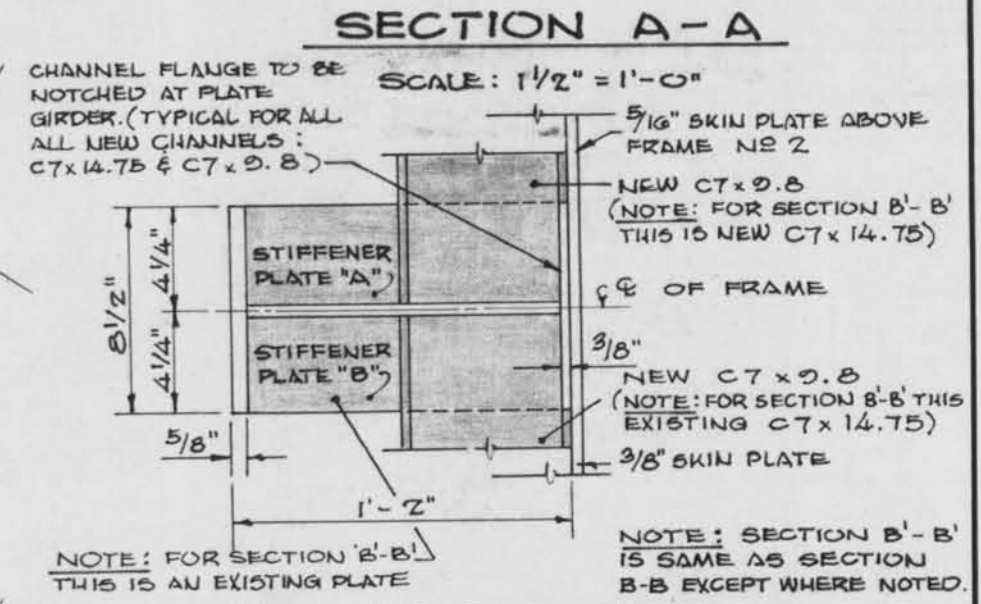 SECTION A-A
SCALE: 1 1/2" = 1'-0"
CHANNEL FLANGE TO BE
NOTCHED AT PLATE
GIRDER. (TYPICAL FOR ALL
ALL NEW CHANNELS:
C7x14.75 & C7x9.8)
5/16" SKIN PLATE ABOVE
FRAME Nº 2
NEW C7x9.8
(NOTE: FOR SECTION B'-B'
THIS IS NEW C7x14.75)
STIFFENER
PLATE "A"
8 1/2"
4 1/4"
4 1/4"
℄ OF FRAME
STIFFENER
PLATE "B"
3/8"
NEW C7x9.8
(NOTE: FOR SECTION B'-B' THIS
EXISTING C7x14.75)
3/8" SKIN PLATE
5/8"
1'-2"
NOTE: FOR SECTION B'-B'
THIS IS AN EXISTING PLATE
NOTE: SECTION B'-B'
IS SAME AS SECTION
B-B EXCEPT WHERE NOTED.